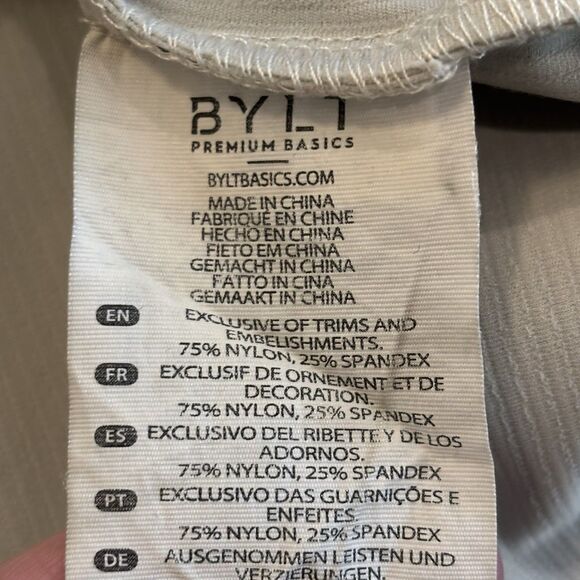 BYLT
PREMIUM BASICS
BYLTBASICS.COM
MADE IN CHINA
FABRIQUÉ EN CHINE
HECHO EN CHINA
FIETO EM CHINA
GEMACHT IN CHINA
FATTO IN CINA
GEMAAKT IN CHINA
EN EXCLUSIVE OF TRIMS AND
EMBELISHMENTS.
75% NYLON, 25% SPANDEX
FR EXCLUSIF DE ORNEMENT ET DE
DECORATION.
75% NYLON, 25% SPANDEX
ES EXCLUSIVO DEL RIBETTE Y DE LOS
ADORNOS.
75% NYLON, 25% SPANDEX
PT EXCLUSIVO DAS GUARNIÇÕES E
ENFEITES.
75% NYLON, 25% SPANDEX
DE AUSGENOMMEN LEISTEN UND
VERZIERUNGEN.